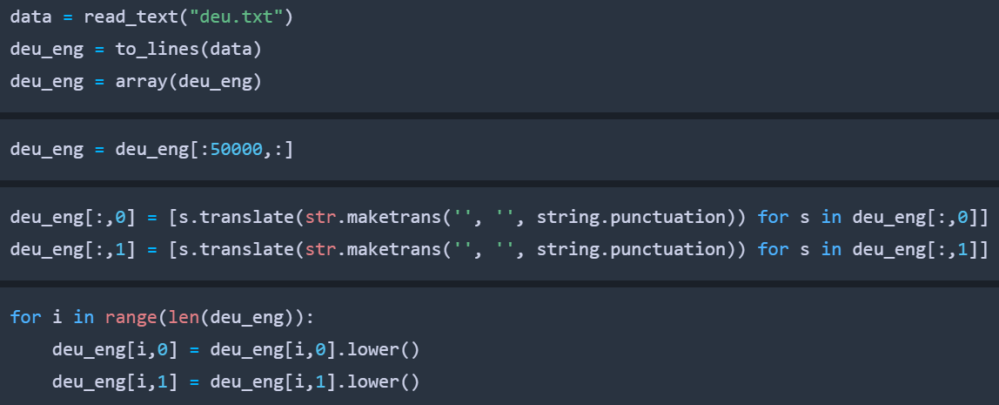 data = read_text("deu.txt")
deu_eng = to_lines(data)
deu_eng = array(deu_eng)
deu_eng = deu_eng[:50000,:]
deu_eng[:,0] = [s.translate(str.maketrans('', '', string.punctuation)) for s in deu_eng[:,0]]
deu_eng[:,1] = [s.translate(str.maketrans('', '', string.punctuation)) for s in deu_eng[:,1]]
for i in range(len(deu_eng)):
    deu_eng[i,0] = deu_eng[i,0].lower()
    deu_eng[i,1] = deu_eng[i,1].lower()